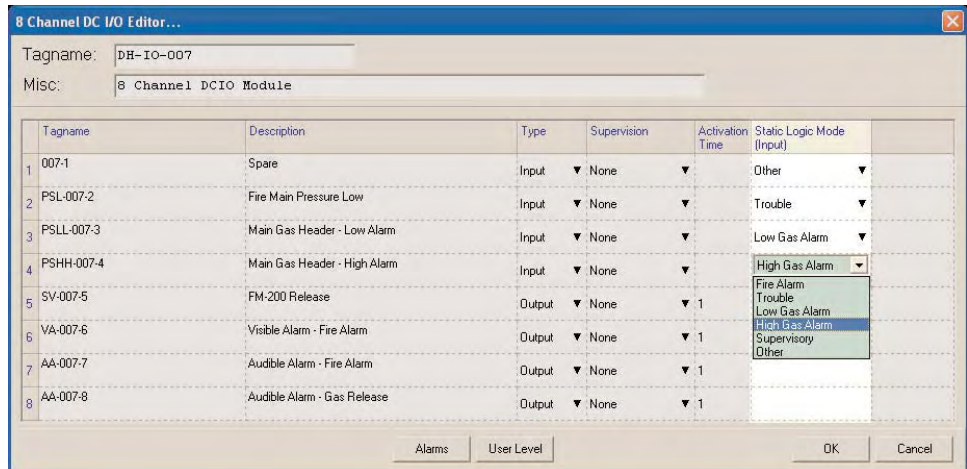 8 Channel DC I/O Editor...
Tagname: DH-IO-007
Misc: 8 Channel DCIO Module
Tagname Description Type Supervision Activation Time Static Logic Mode (Input)
1 007-1 Spare Input None Other
2 PSL-007-2 Fire Main Pressure Low Input None Trouble
3 PSLL-007-3 Main Gas Header - Low Alarm Input None Low Gas Alarm
4 PSHH-007-4 Main Gas Header - High Alarm Input None High Gas Alarm
5 SV-007-5 FM-200 Release Output None 1
6 VA-007-6 Visible Alarm - Fire Alarm Output None 1
7 AA-007-7 Audible Alarm - Fire Alarm Output None 1
8 AA-007-8 Audible Alarm - Gas Release Output None 1
Fire Alarm
Trouble
Low Gas Alarm
High Gas Alarm
Supervisory
Other
Alarms User Level OK Cancel